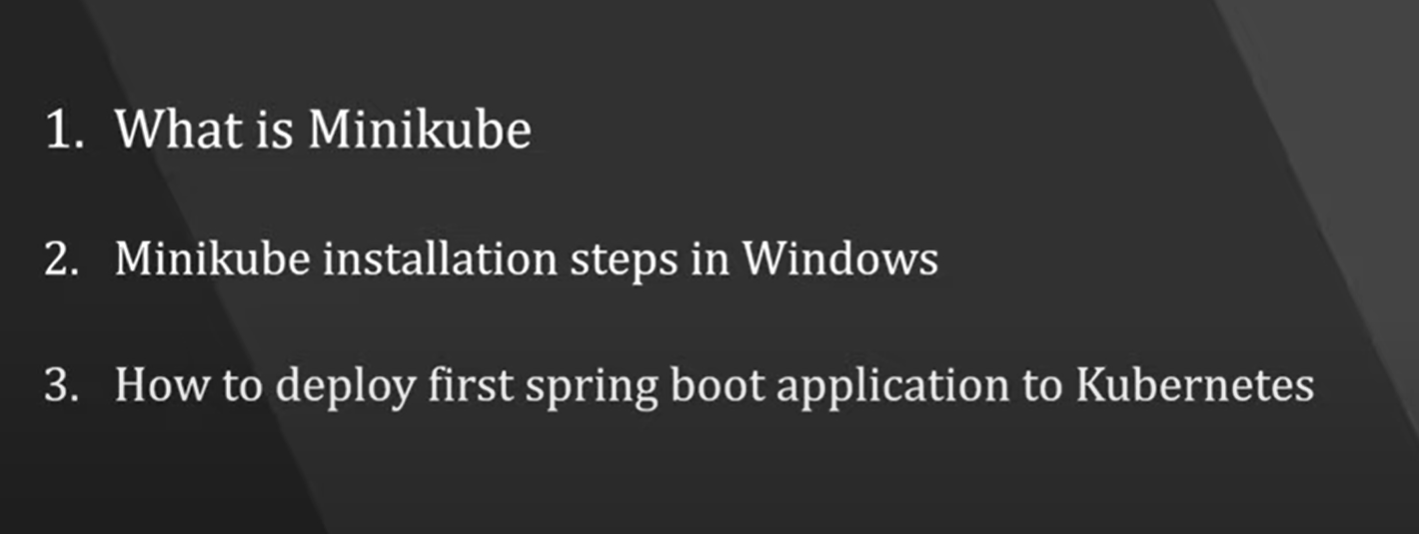 1. What is Minikube
2. Minikube installation steps in Windows
3. How to deploy first spring boot application to Kubernetes